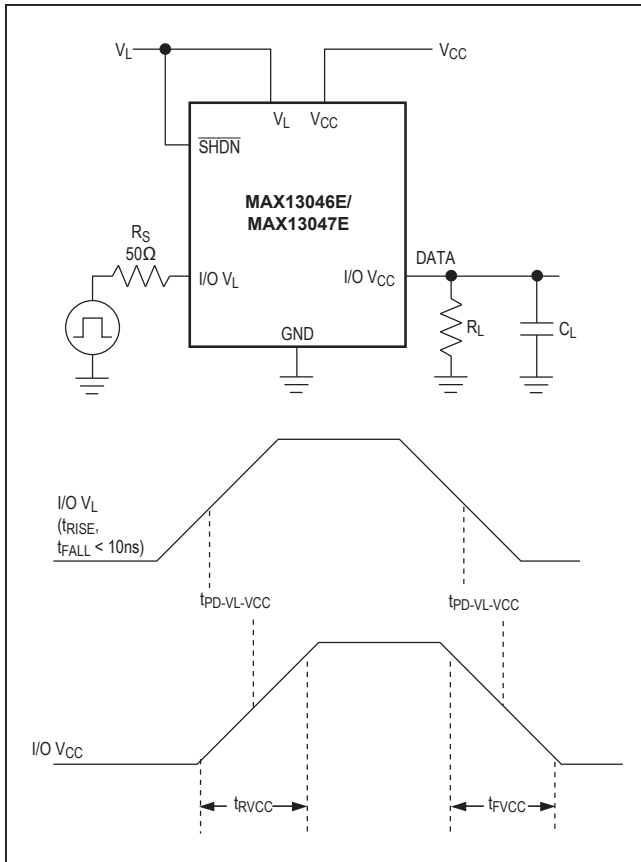 VL
VCC
VL VCC
SHDN
MAX13046E/
MAX13047E
RS
50Ω
I/O VL
I/O VCC
DATA
RL
CL
GND
I/O VL
(tRISE,
tFALL < 10ns)
tPD-VL-VCC
tPD-VL-VCC
I/O VCC
tRVCC
tFVCC